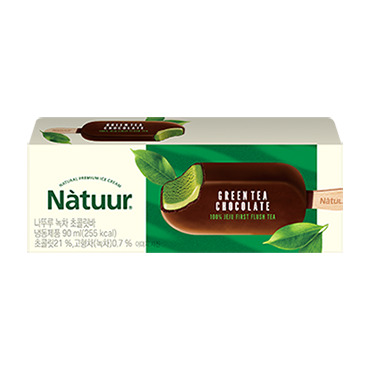 GREEN TEA
CHOCOLATE
NATURAL PREMIUM ICE CREAM
Nàtuur
나뚜루 녹차 초콜릿바
냉동제품 90 ml (255 kcal)
초콜릿21 %, 고형차(녹차)0.7 %
GREENTEA
CHOCOLATE
100% JEJU FIRST FLUSH TEA
Nàtuur